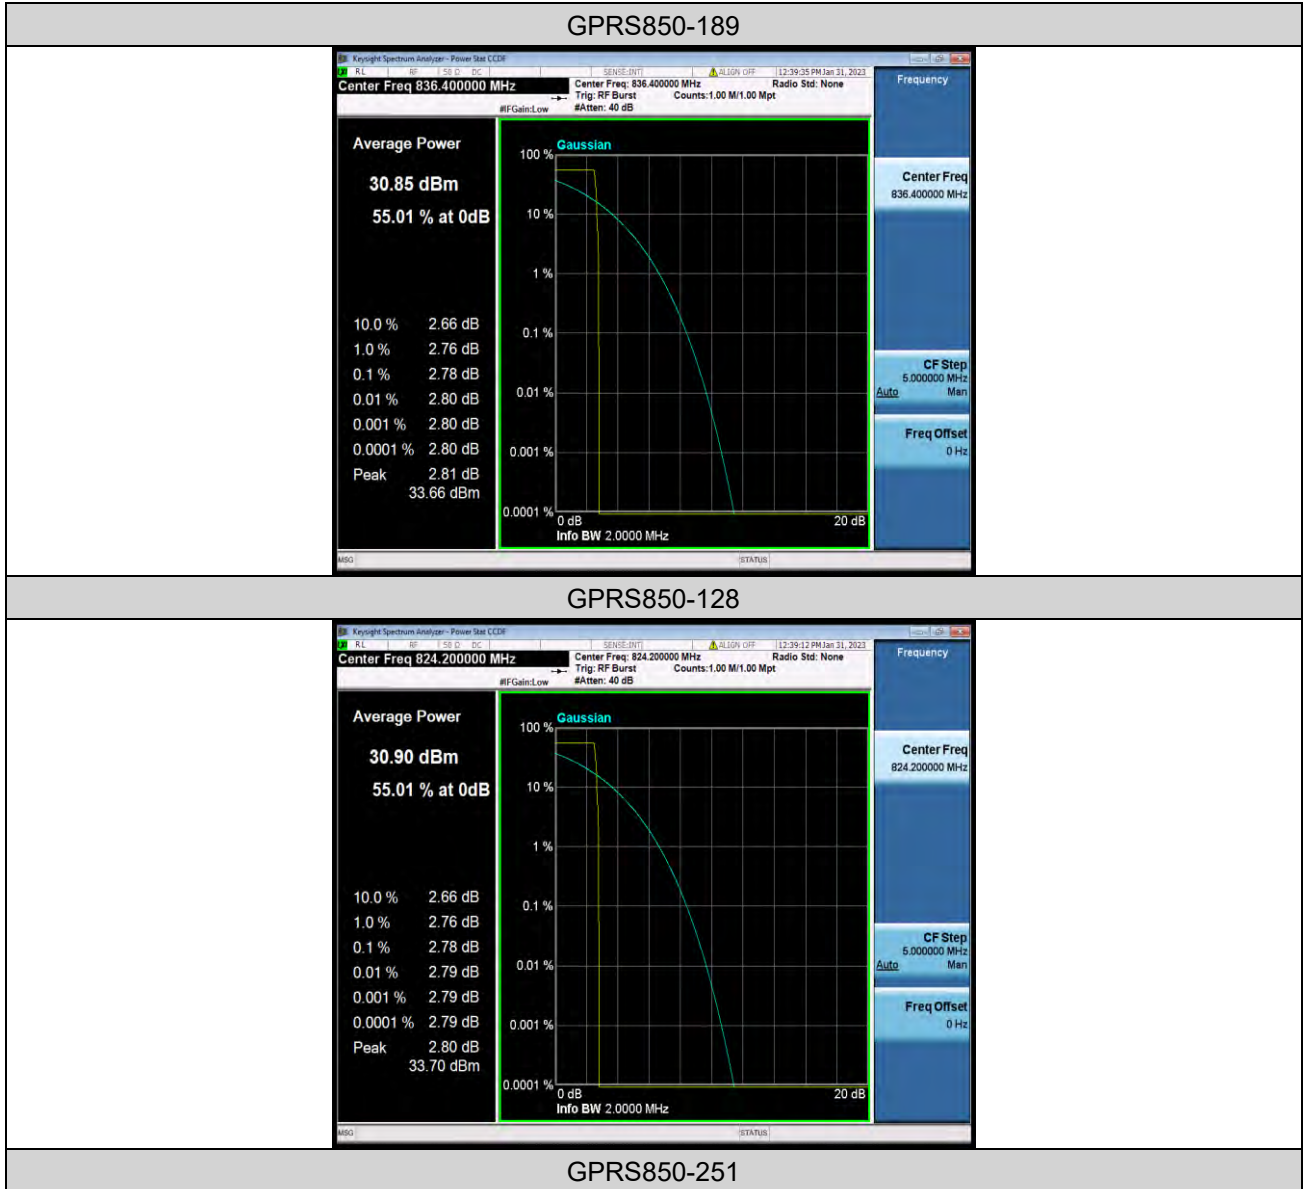 GPRS850-189
Keysight Spectrum Analyzer - Power Stat CCDF
RL RF 50 Ω DC SENSE:INT ALIGN OFF 12:39:35 PM Jan 31, 2023
Center Freq 836.400000 MHz
Center Freq: 836.400000 MHz Radio Std: None
Trig: RF Burst Counts:1.00 M/1.00 Mpt
#IFGain:Low #Atten: 40 dB
Frequency
Average Power
30.85 dBm
55.01 % at 0dB
10.0 % 2.66 dB
1.0 % 2.76 dB
0.1 % 2.78 dB
0.01 % 2.80 dB
0.001 % 2.80 dB
0.0001 % 2.80 dB
Peak 2.81 dB
33.66 dBm
Gaussian
100 %
10 %
1 %
0.1 %
0.01 %
0.001 %
0.0001 %
0 dB 20 dB
Info BW 2.0000 MHz
Center Freq
836.400000 MHz
CF Step
5.000000 MHz
Auto Man
Freq Offset
0 Hz
MSG STATUS
GPRS850-128
Keysight Spectrum Analyzer - Power Stat CCDF
RL RF 50 Ω DC SENSE:INT ALIGN OFF 12:39:12 PM Jan 31, 2023
Center Freq 824.200000 MHz
Center Freq: 824.200000 MHz Radio Std: None
Trig: RF Burst Counts:1.00 M/1.00 Mpt
#IFGain:Low #Atten: 40 dB
Frequency
Average Power
30.90 dBm
55.01 % at 0dB
10.0 % 2.66 dB
1.0 % 2.76 dB
0.1 % 2.78 dB
0.01 % 2.79 dB
0.001 % 2.79 dB
0.0001 % 2.79 dB
Peak 2.80 dB
33.70 dBm
Gaussian
100 %
10 %
1 %
0.1 %
0.01 %
0.001 %
0.0001 %
0 dB 20 dB
Info BW 2.0000 MHz
Center Freq
824.200000 MHz
CF Step
5.000000 MHz
Auto Man
Freq Offset
0 Hz
MSG STATUS
GPRS850-251